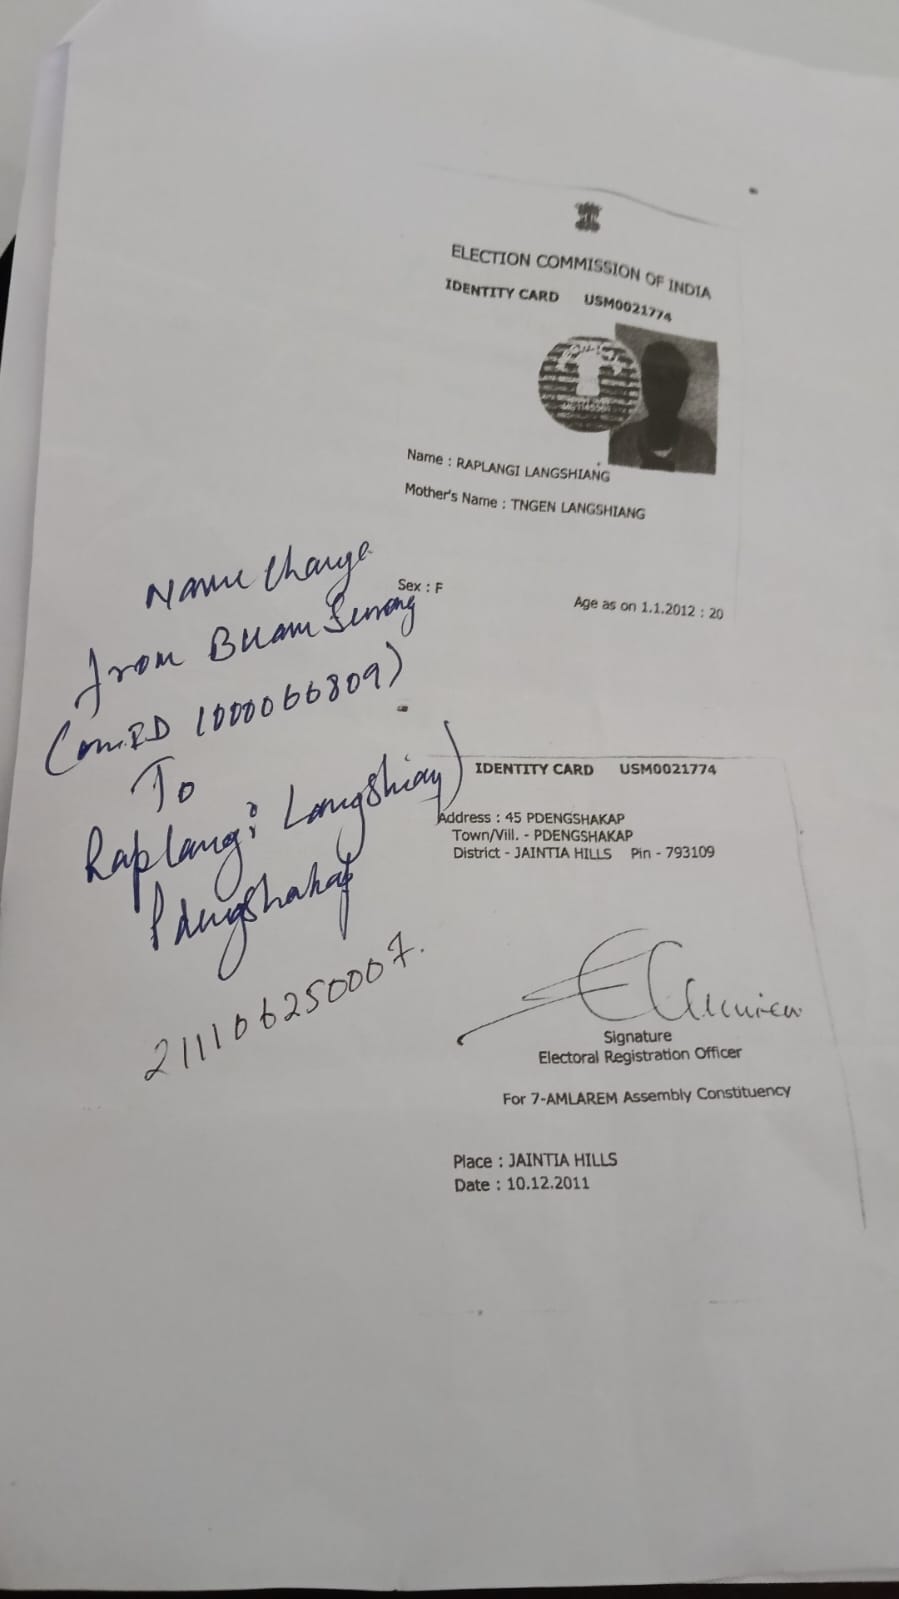 ELECTION COMMISSION OF INDIA
IDENTITY CARD USM0021774
Name : RAPLANGI LANGSHIANG
Mother's Name : TNGEN LANGSHIANG
Sex : F
Age as on 1.1.2012 : 20
Name Change
from Bham
1000066809)
To
Raplangi Langshiang
Pdengshakap
211106250007.
IDENTITY CARD USM0021774
Address : 45 PDENGSHAKAP
Town/Vill. - PDENGSHAKAP
District - JAINTIA HILLS Pin - 793109
Signature
Electoral Registration Officer
For 7-AMLAREM Assembly Constituency
Place : JAINTIA HILLS
Date : 10.12.2011